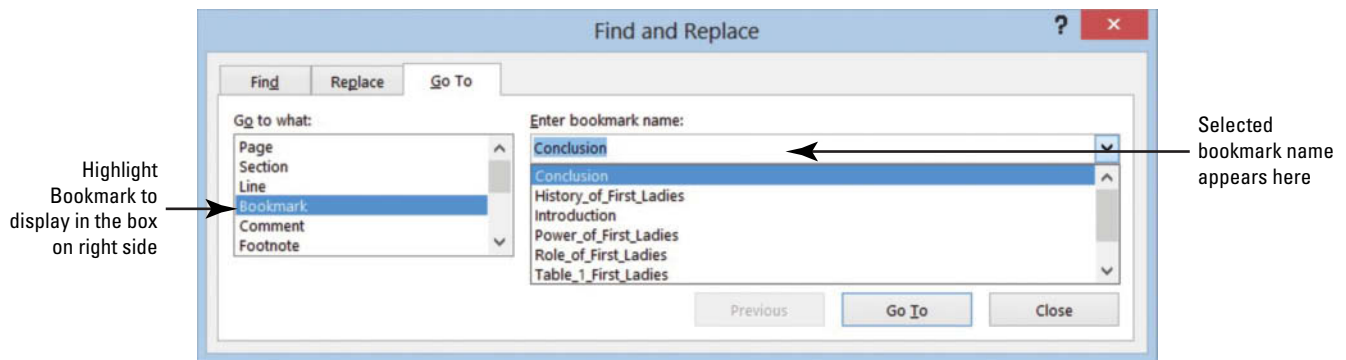 Find and Replace
?
Find
Replace
Go To
Go to what:
Page
Section
Line
Bookmark
Comment
Footnote
Enter bookmark name:
Conclusion
Conclusion
History_of_First_Ladies
Introduction
Power_of_First_Ladies
Role_of_First_Ladies
Table_1_First_Ladies
Previous
Go To
Close
Highlight
Bookmark to
display in the box
on right side
Selected
bookmark name
appears here